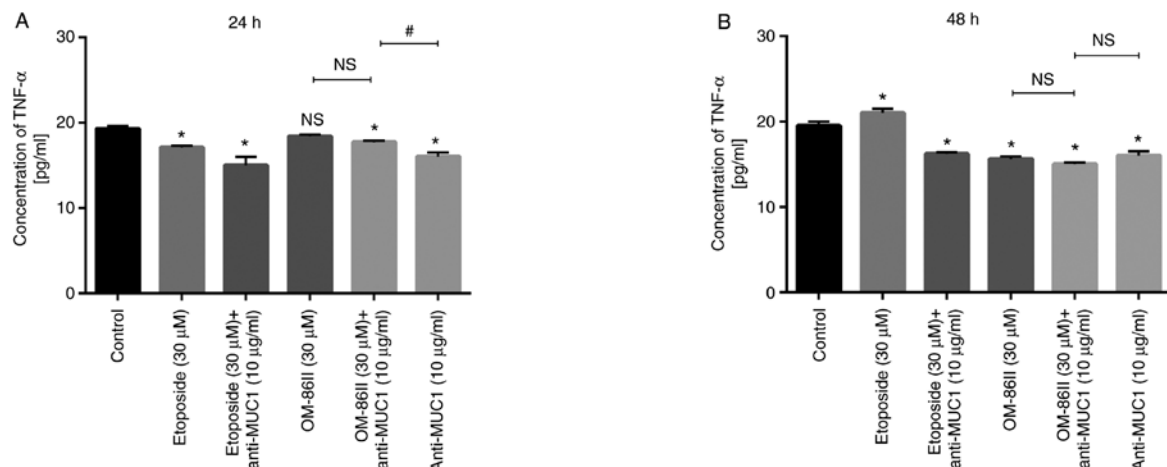 A
24 h
30
20
10
0
Concentration of TNF-α
[pg/ml]
*
*
NS
*
*
NS
#
Control
Etoposide (30 µM)
Etoposide (30 µM)+
anti-MUC1 (10 µg/ml)
OM-86II (30 µM)
OM-86II (30 µM)+
anti-MUC1 (10 µg/ml)
Anti-MUC1 (10 µg/ml)
B
48 h
30
20
10
0
Concentration of TNF-α
[pg/ml]
*
*
*
*
*
NS
NS
Control
Etoposide (30 µM)
Etoposide (30 µM)+
anti-MUC1 (10 µg/ml)
OM-86II (30 µM)
OM-86II (30 µM)+
anti-MUC1 (10 µg/ml)
Anti-MUC1 (10 µg/ml)